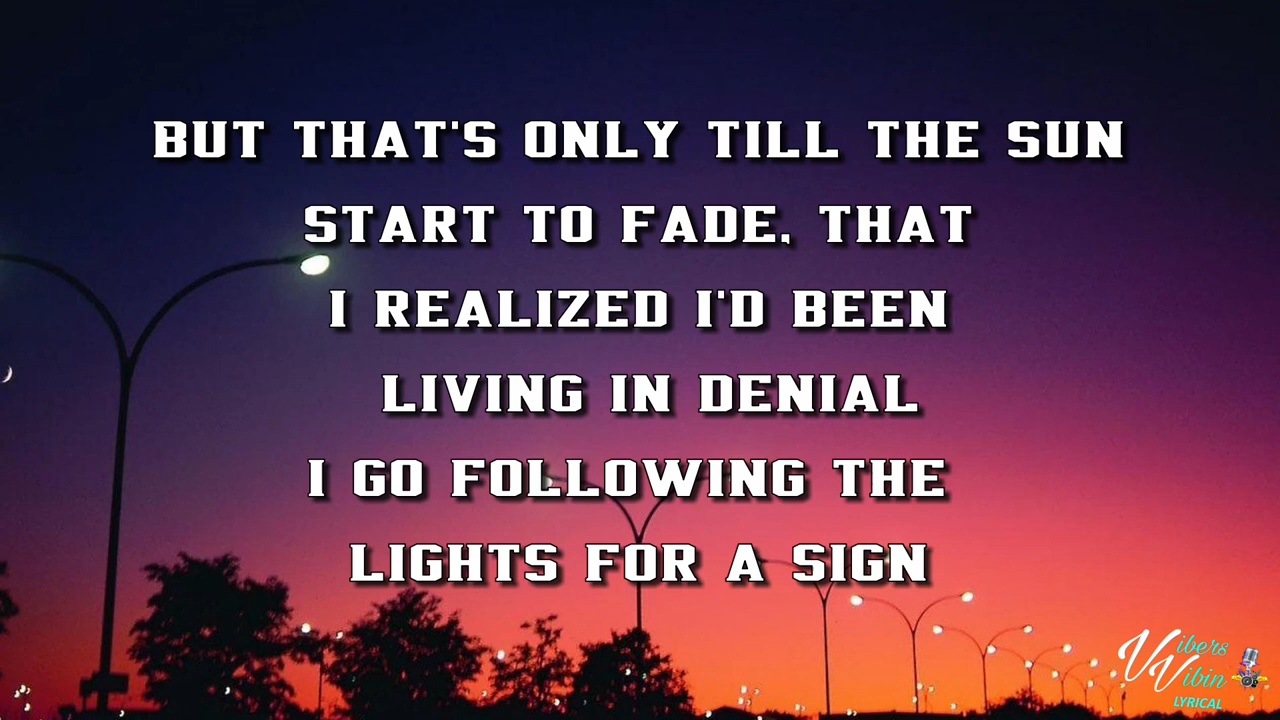 BUT THAT'S ONLY TILL THE SUN
START TO FADE, THAT
I REALIZED I'D BEEN
LIVING IN DENIAL
I GO FOLLOWING THE
LIGHTS FOR A SIGN
Vibers
Vibin
LYRICAL